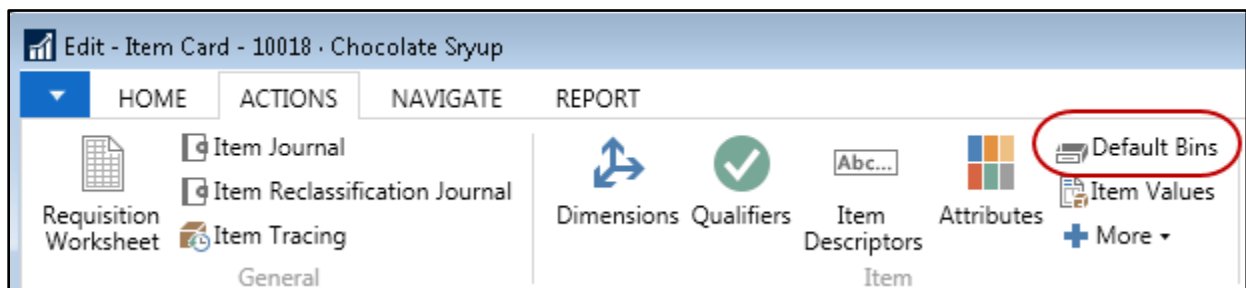 Edit - Item Card - 10018 · Chocolate Sryup
HOME ACTIONS NAVIGATE REPORT
Requisition
Worksheet
Item Journal
Item Reclassification Journal
Item Tracing
General
Dimensions
Qualifiers
Abc...
Item
Descriptors
Attributes
Default Bins
Item Values
More
Item